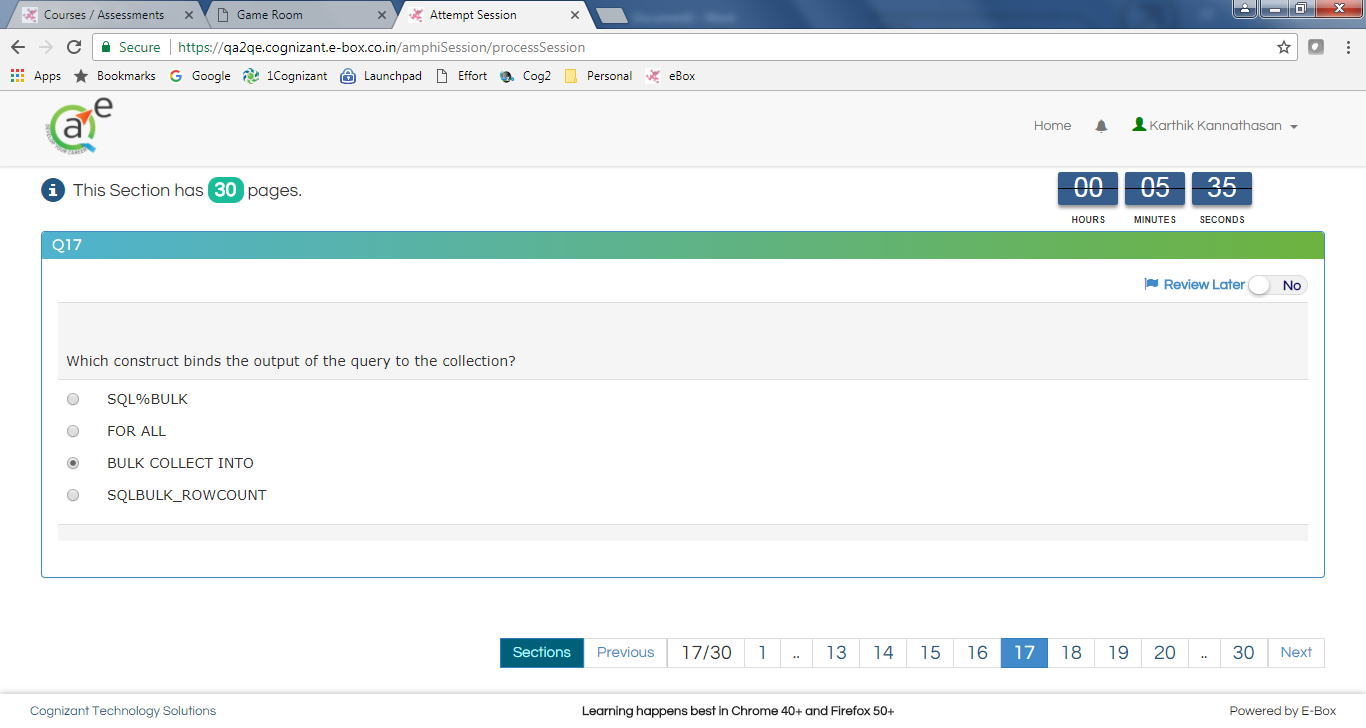 Courses / Assessments
Game Room
Attempt Session
Secure
https://qa2qe.cognizant.e-box.co.in/amphiSession/processSession
Apps Bookmarks Google 1Cognizant Launchpad Effort Cog2 Personal eBox
a e
Home Karthik Kannathasan
This Section has 30 pages.
00 05 35
HOURS MINUTES SECONDS
Q17
Review Later No
Which construct binds the output of the query to the collection?
SQL%BULK
FOR ALL
BULK COLLECT INTO
SQLBULK_ROWCOUNT
Sections Previous 17/30 1 .. 13 14 15 16 17 18 19 20 .. 30 Next
Cognizant Technology Solutions Learning happens best in Chrome 40+ and Firefox 50+ Powered by E-Box